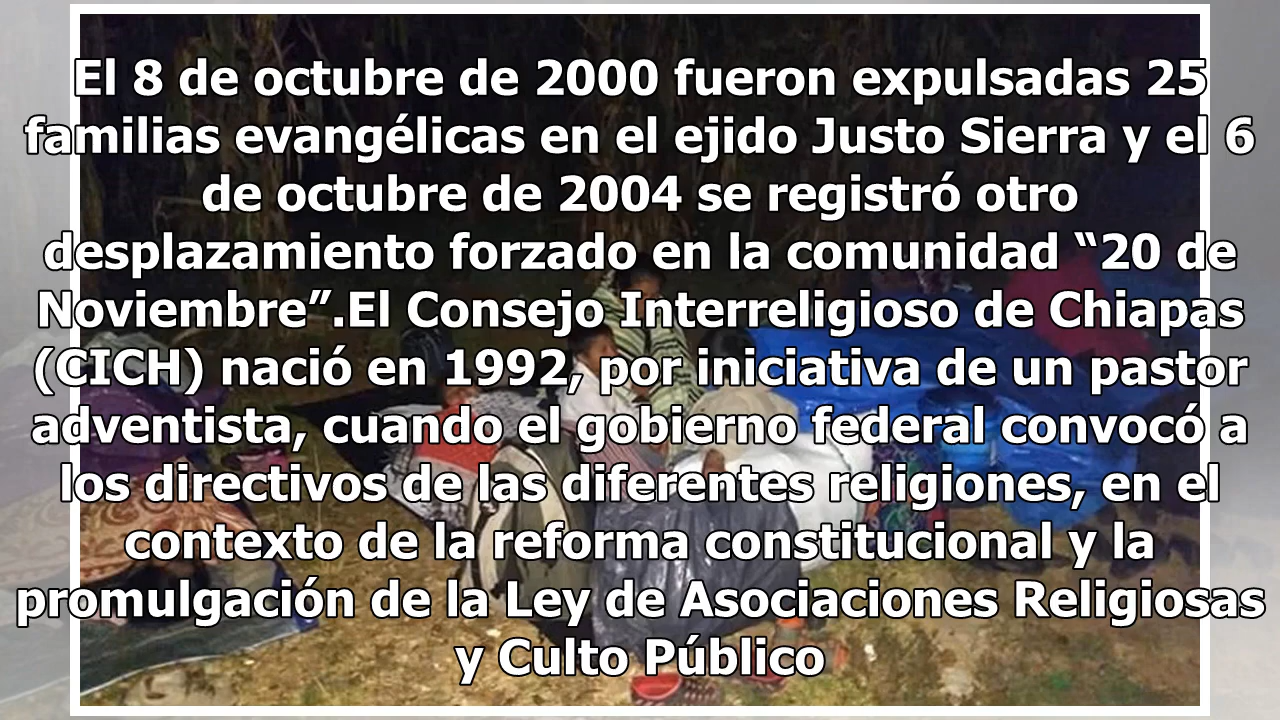 El 8 de octubre de 2000 fueron expulsadas 25
familias evangélicas en el ejido Justo Sierra y el 6
de octubre de 2004 se registró otro
desplazamiento forzado en la comunidad “20 de
Noviembre”.El Consejo Interreligioso de Chiapas
(CICH) nació en 1992, por iniciativa de un pastor
adventista, cuando el gobierno federal convocó a
los directivos de las diferentes religiones, en el
contexto de la reforma constitucional y la
promulgación de la Ley de Asociaciones Religiosas
y Culto Público